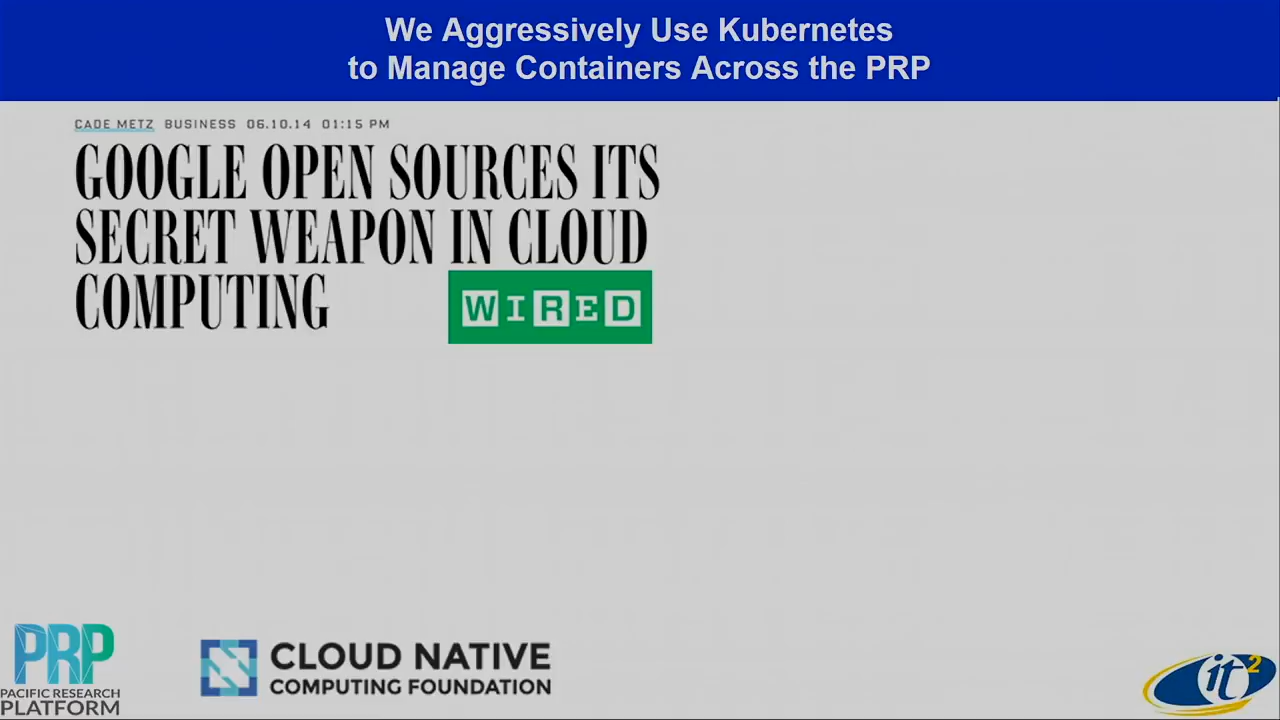 We Aggressively Use Kubernetes
to Manage Containers Across the PRP
CADE METZ BUSINESS 06.10.14 01:15 PM
GOOGLE OPEN SOURCES ITS
SECRET WEAPON IN CLOUD
COMPUTING
WIRED
PRP
PACIFIC RESEARCH
PLATFORM
CLOUD NATIVE
COMPUTING FOUNDATION
it2